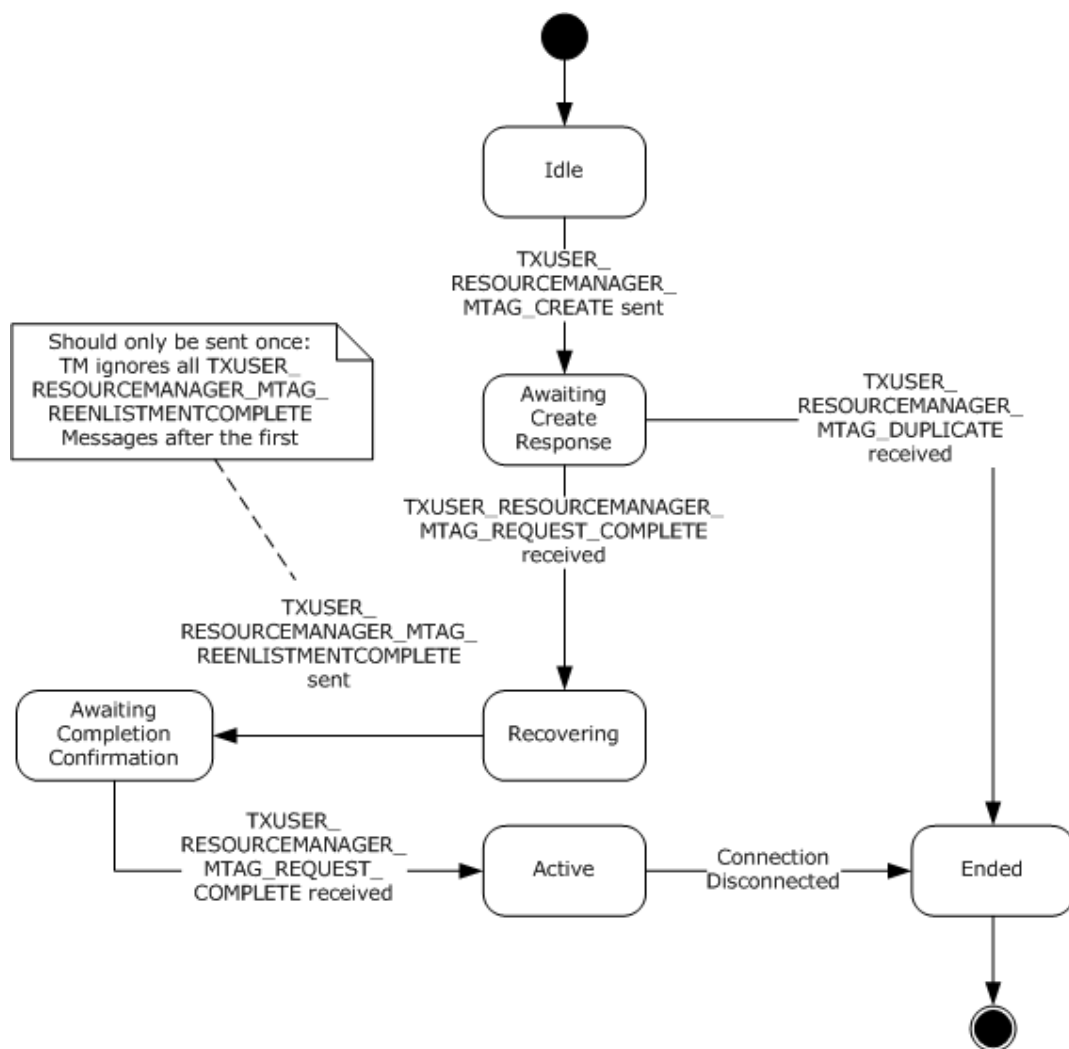 Idle
TXUSER_
RESOURCEMANAGER_
MTAG_CREATE sent
Should only be sent once:
TM ignores all TXUSER_
RESOURCEMANAGER_MTAG_
REENLISTMENTCOMPLETE
Messages after the first
Awaiting
Create
Response
TXUSER_
RESOURCEMANAGER_
MTAG_DUPLICATE
received
TXUSER_RESOURCEMANAGER_
MTAG_REQUEST_COMPLETE
received
TXUSER_
RESOURCEMANAGER_MTAG_
REENLISTMENTCOMPLETE
sent
Awaiting
Completion
Confirmation
Recovering
TXUSER_
RESOURCEMANAGER_
MTAG_REQUEST_
COMPLETE received
Active
Connection
Disconnected
Ended